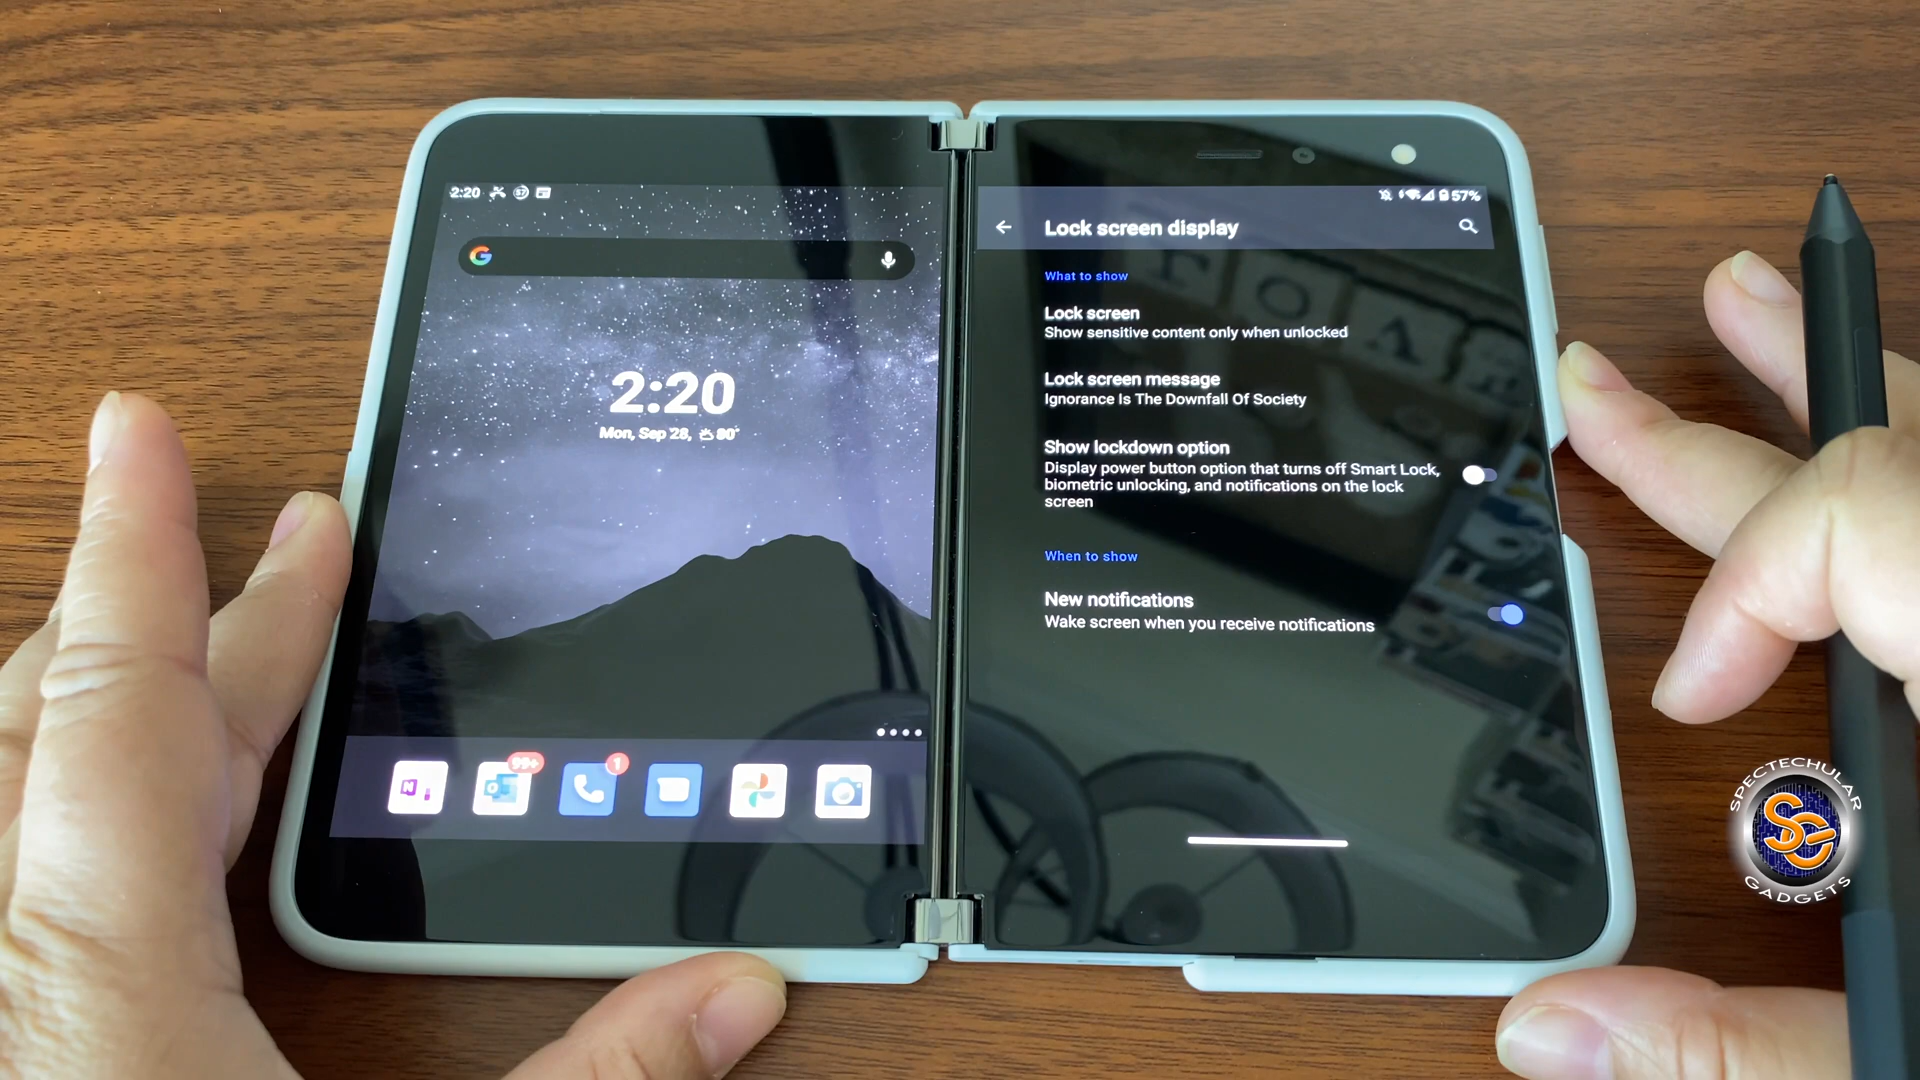 2:20
2:20
Mon, Sep 28, 80°
99+
1
N
57%
Lock screen display
What to show
Lock screen
Show sensitive content only when unlocked
Lock screen message
Ignorance Is The Downfall Of Society
Show lockdown option
Display power button option that turns off Smart Lock,
biometric unlocking, and notifications on the lock
screen
When to show
New notifications
Wake screen when you receive notifications
SPECTECHULAR
SG
GADGETS